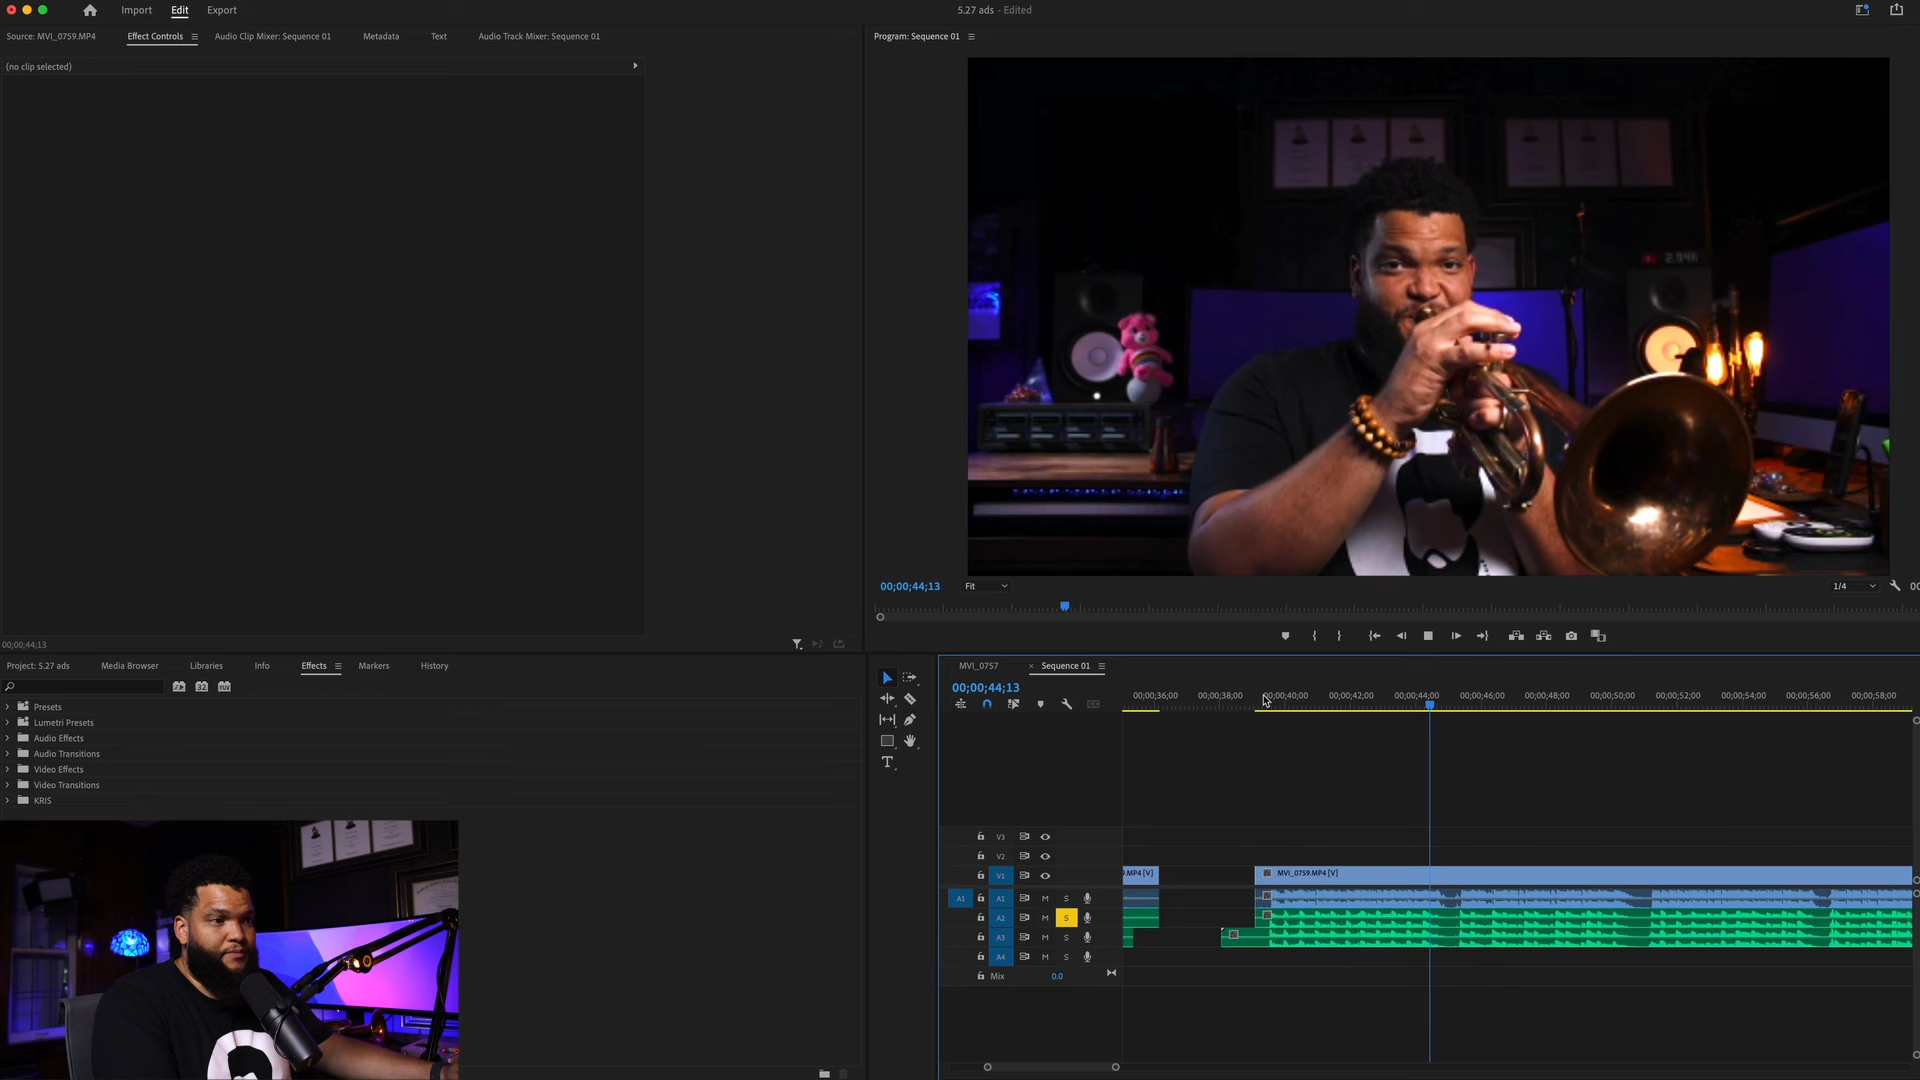 Import Edit Export
5.27 ads - Edited
Source: MVI_0759.MP4 Effect Controls Audio Clip Mixer: Sequence 01 Metadata Text Audio Track Mixer: Sequence 01
Program: Sequence 01
(no clip selected)
00;00;44;13 Fit 1/4 00
00;00;44;13
Project: 5.27 ads Media Browser Libraries Info Effects Markers History
32
Presets
Lumetri Presets
Audio Effects
Audio Transitions
Video Effects
Video Transitions
KRIS
T
MVI_0757 × Sequence 01
00;00;44;13
00;00;36;00 00;00;38;00 00;00;40;00 00;00;42;00 00;00;44;00 00;00;46;00 00;00;48;00 00;00;50;00 00;00;52;00 00;00;54;00 00;00;56;00 00;00;58;00
V3
V2
V1 .MP4 [V] MVI_0759.MP4 [V]
A1 A1 M S
A2 M S
A3 M S
A4 M S
Mix 0.0